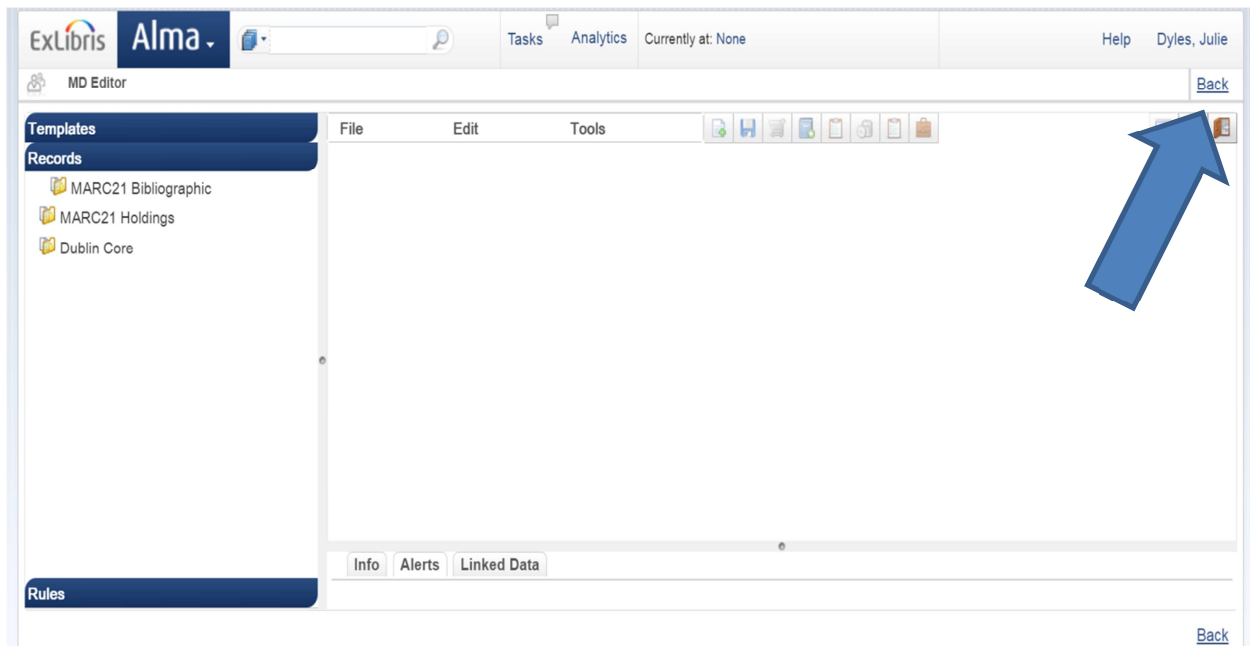 ExLibris Alma Tasks Analytics Currently at: None Help Dyles, Julie
MD Editor Back
Templates File Edit Tools
Records
MARC21 Bibliographic
MARC21 Holdings
Dublin Core
Info Alerts Linked Data
Rules
Back